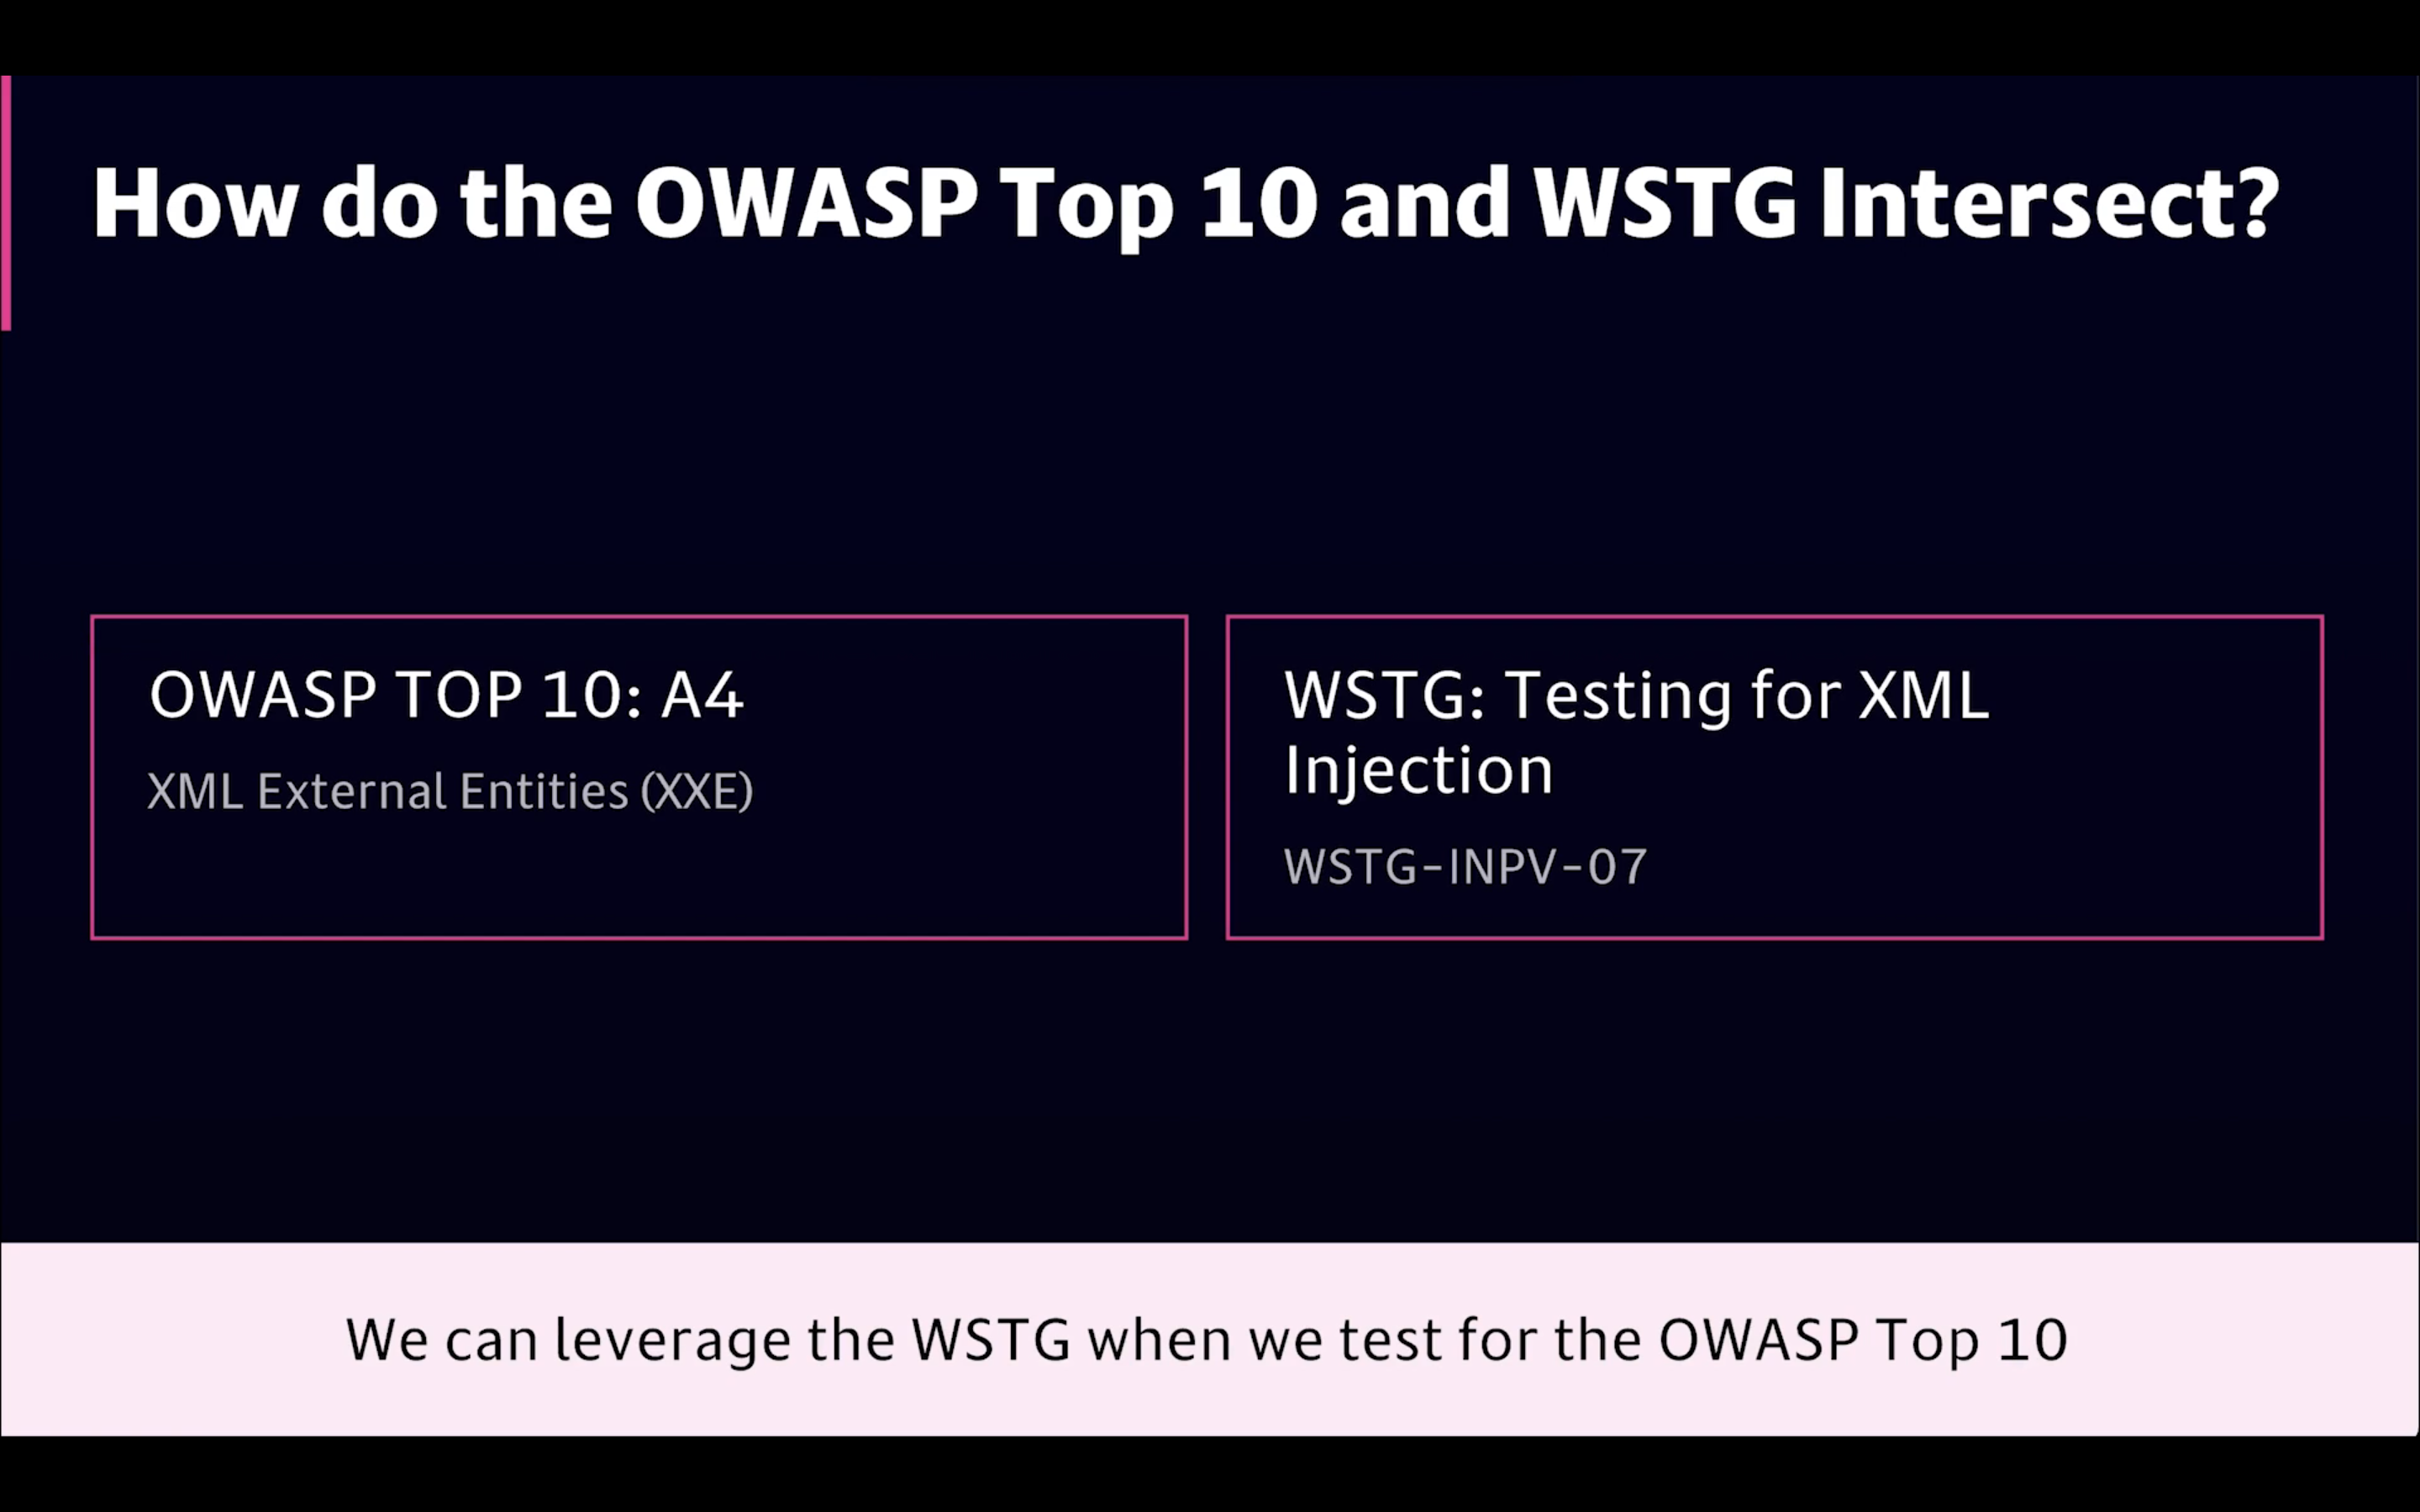 How do the OWASP Top 10 and WSTG Intersect?
OWASP TOP 10: A4
XML External Entities (XXE)
WSTG: Testing for XML
Injection
WSTG-INPV-07
We can leverage the WSTG when we test for the OWASP Top 10